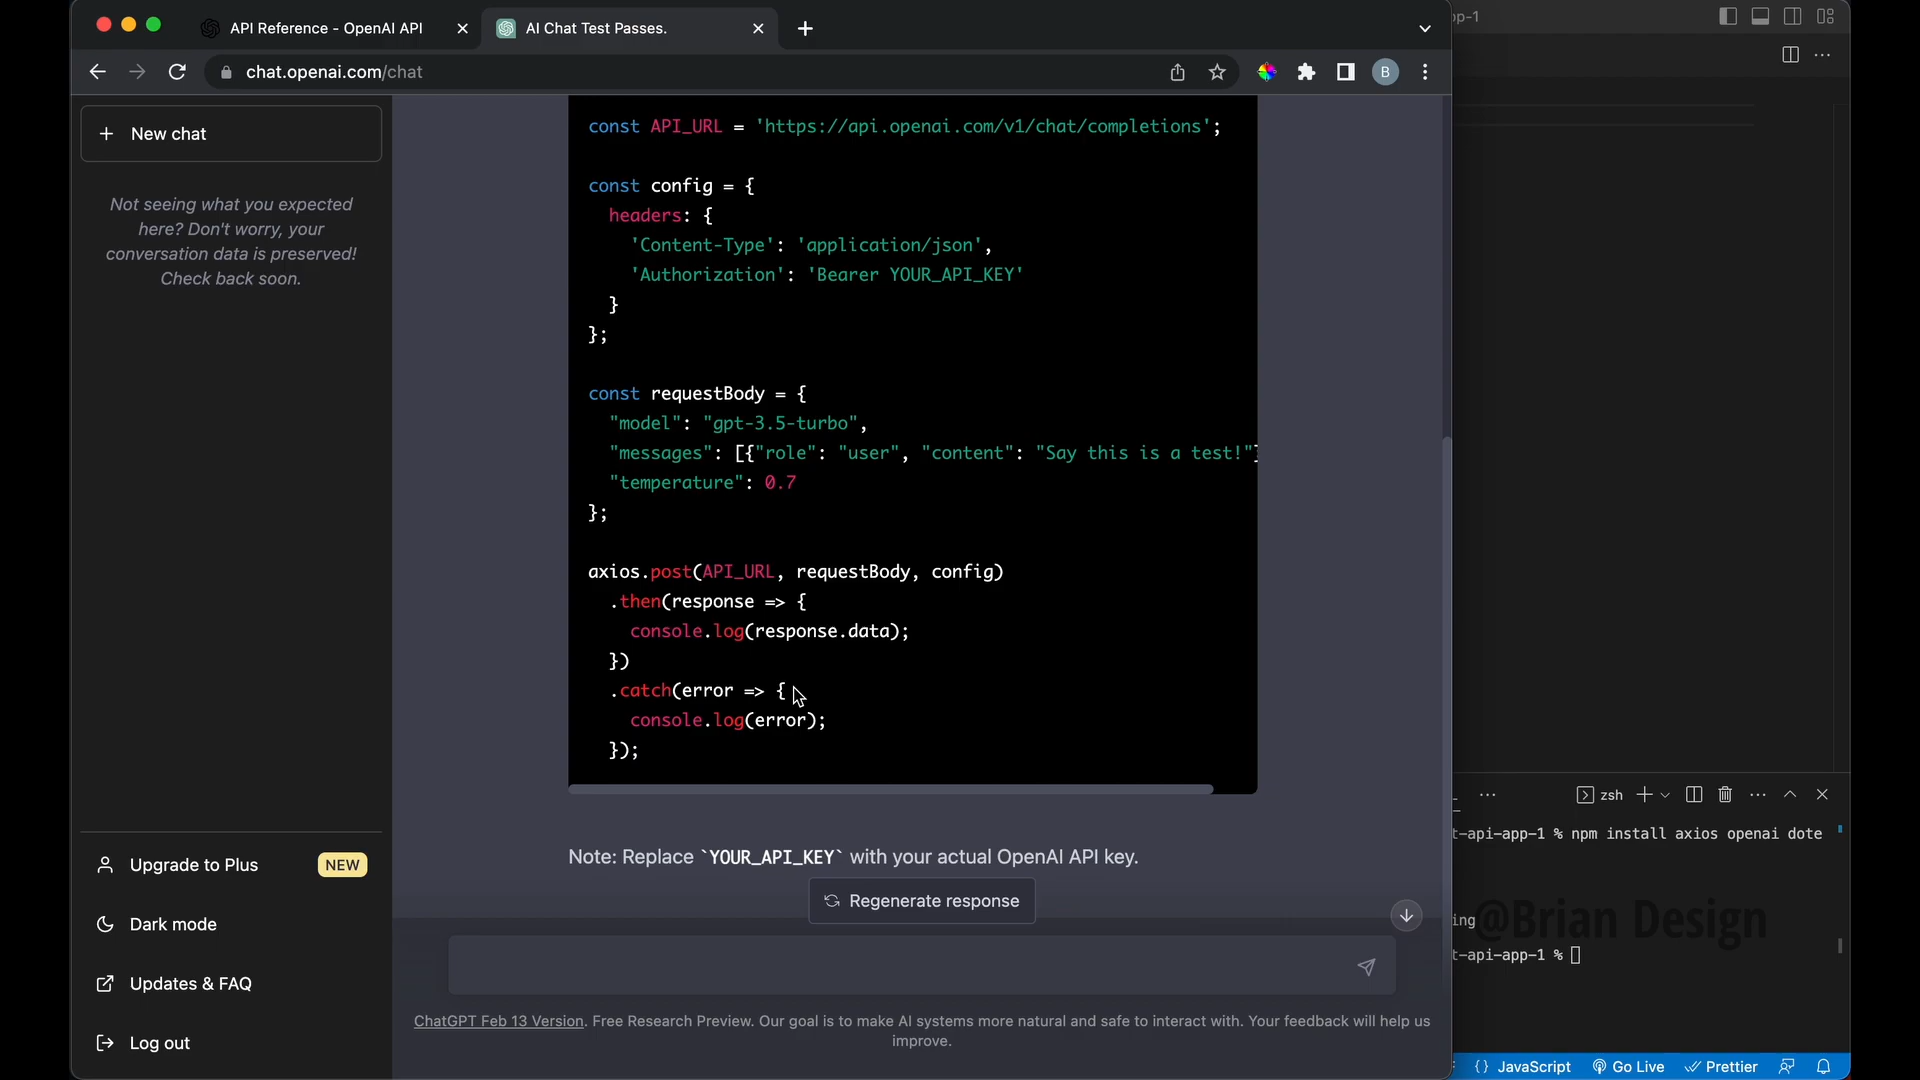 API Reference - OpenAI API
AI Chat Test Passes.
chat.openai.com/chat
B
New chat
Not seeing what you expected
here? Don't worry, your
conversation data is preserved!
Check back soon.
Upgrade to Plus
NEW
Dark mode
Updates & FAQ
Log out
const API_URL = 'https://api.openai.com/v1/chat/completions';
const config = {
headers: {
'Content-Type': 'application/json',
'Authorization': 'Bearer YOUR_API_KEY'
}
};
const requestBody = {
"model": "gpt-3.5-turbo",
"messages": [{"role": "user", "content": "Say this is a test!"}
"temperature": 0.7
};
axios.post(API_URL, requestBody, config)
.then(response => {
console.log(response.data);
})
.catch(error => {
console.log(error);
});
Note: Replace `YOUR_API_KEY` with your actual OpenAI API key.
Regenerate response
ChatGPT Feb 13 Version. Free Research Preview. Our goal is to make AI systems more natural and safe to interact with. Your feedback will help us
improve.
pp-1
zsh
t-api-app-1 % npm install axios openai dote
ing
@Brian Design
t-api-app-1 %
{} JavaScript
Go Live
Prettier